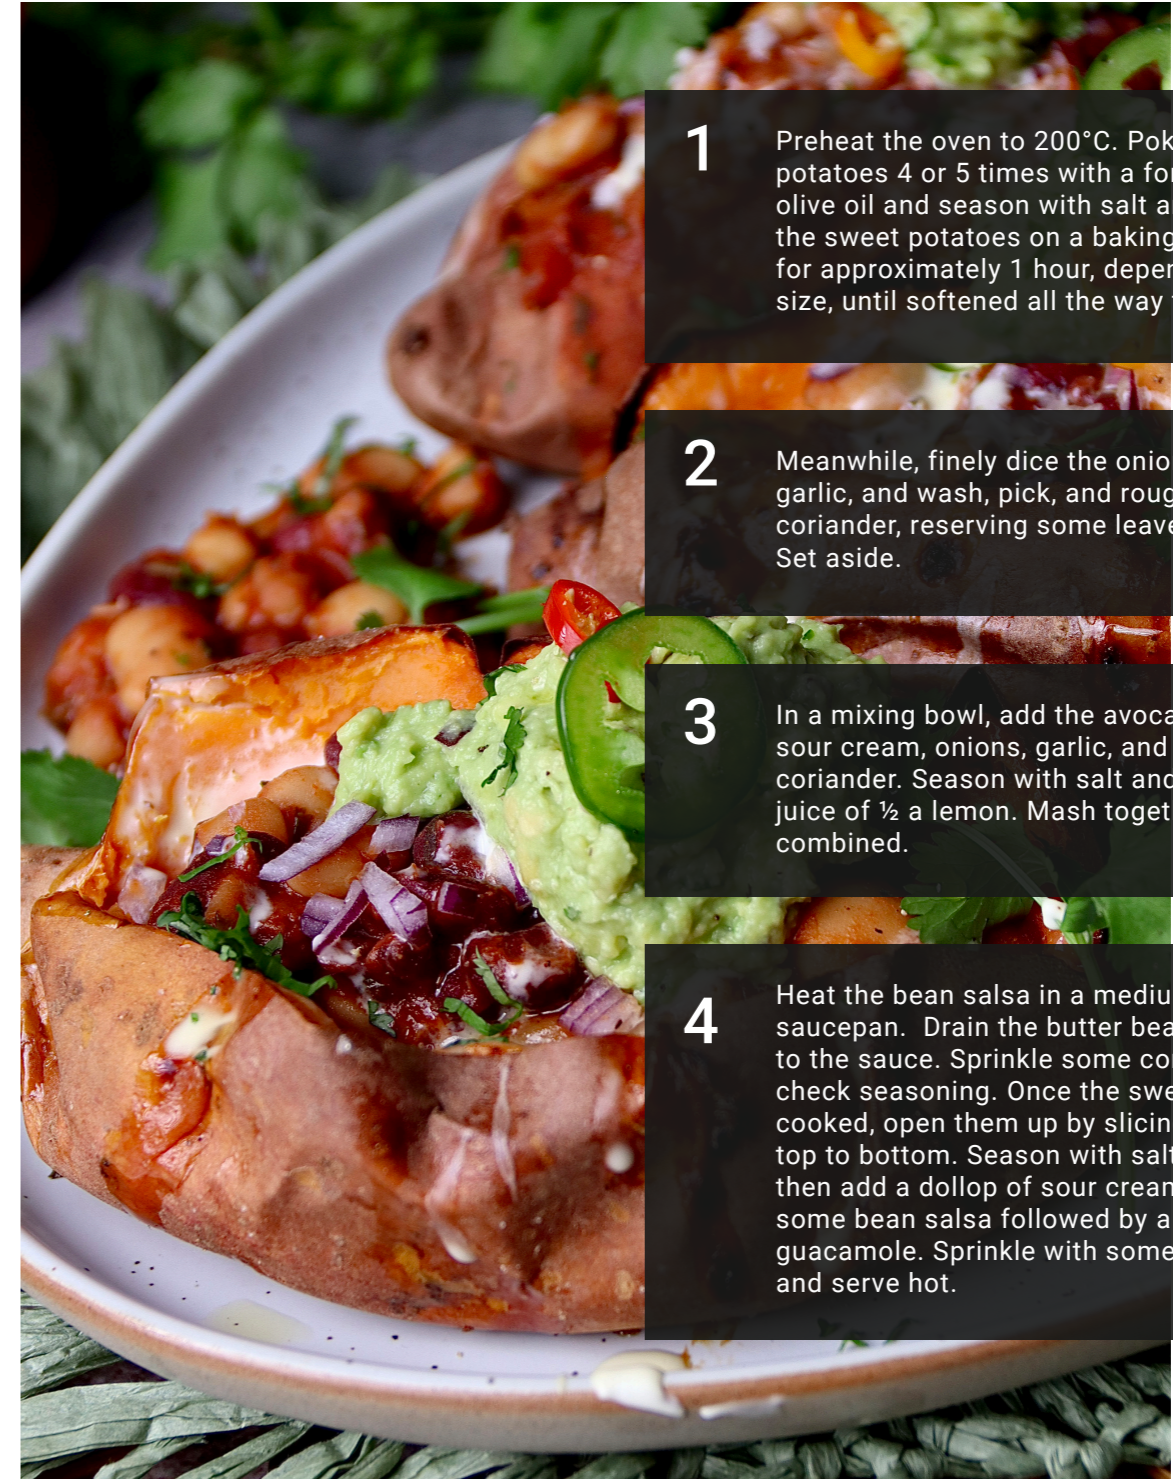 1
Preheat the oven to 200°C. Pok
potatoes 4 or 5 times with a for
olive oil and season with salt a
the sweet potatoes on a baking
for approximately 1 hour, depen
size, until softened all the way
2
Meanwhile, finely dice the onio
garlic, and wash, pick, and roug
coriander, reserving some leave
Set aside.
3
In a mixing bowl, add the avoca
sour cream, onions, garlic, and
coriander. Season with salt and
juice of ½ a lemon. Mash toget
combined.
4
Heat the bean salsa in a mediu
saucepan. Drain the butter bea
to the sauce. Sprinkle some co
check seasoning. Once the swe
cooked, open them up by slicin
top to bottom. Season with salt
then add a dollop of sour cream
some bean salsa followed by a
guacamole. Sprinkle with some
and serve hot.